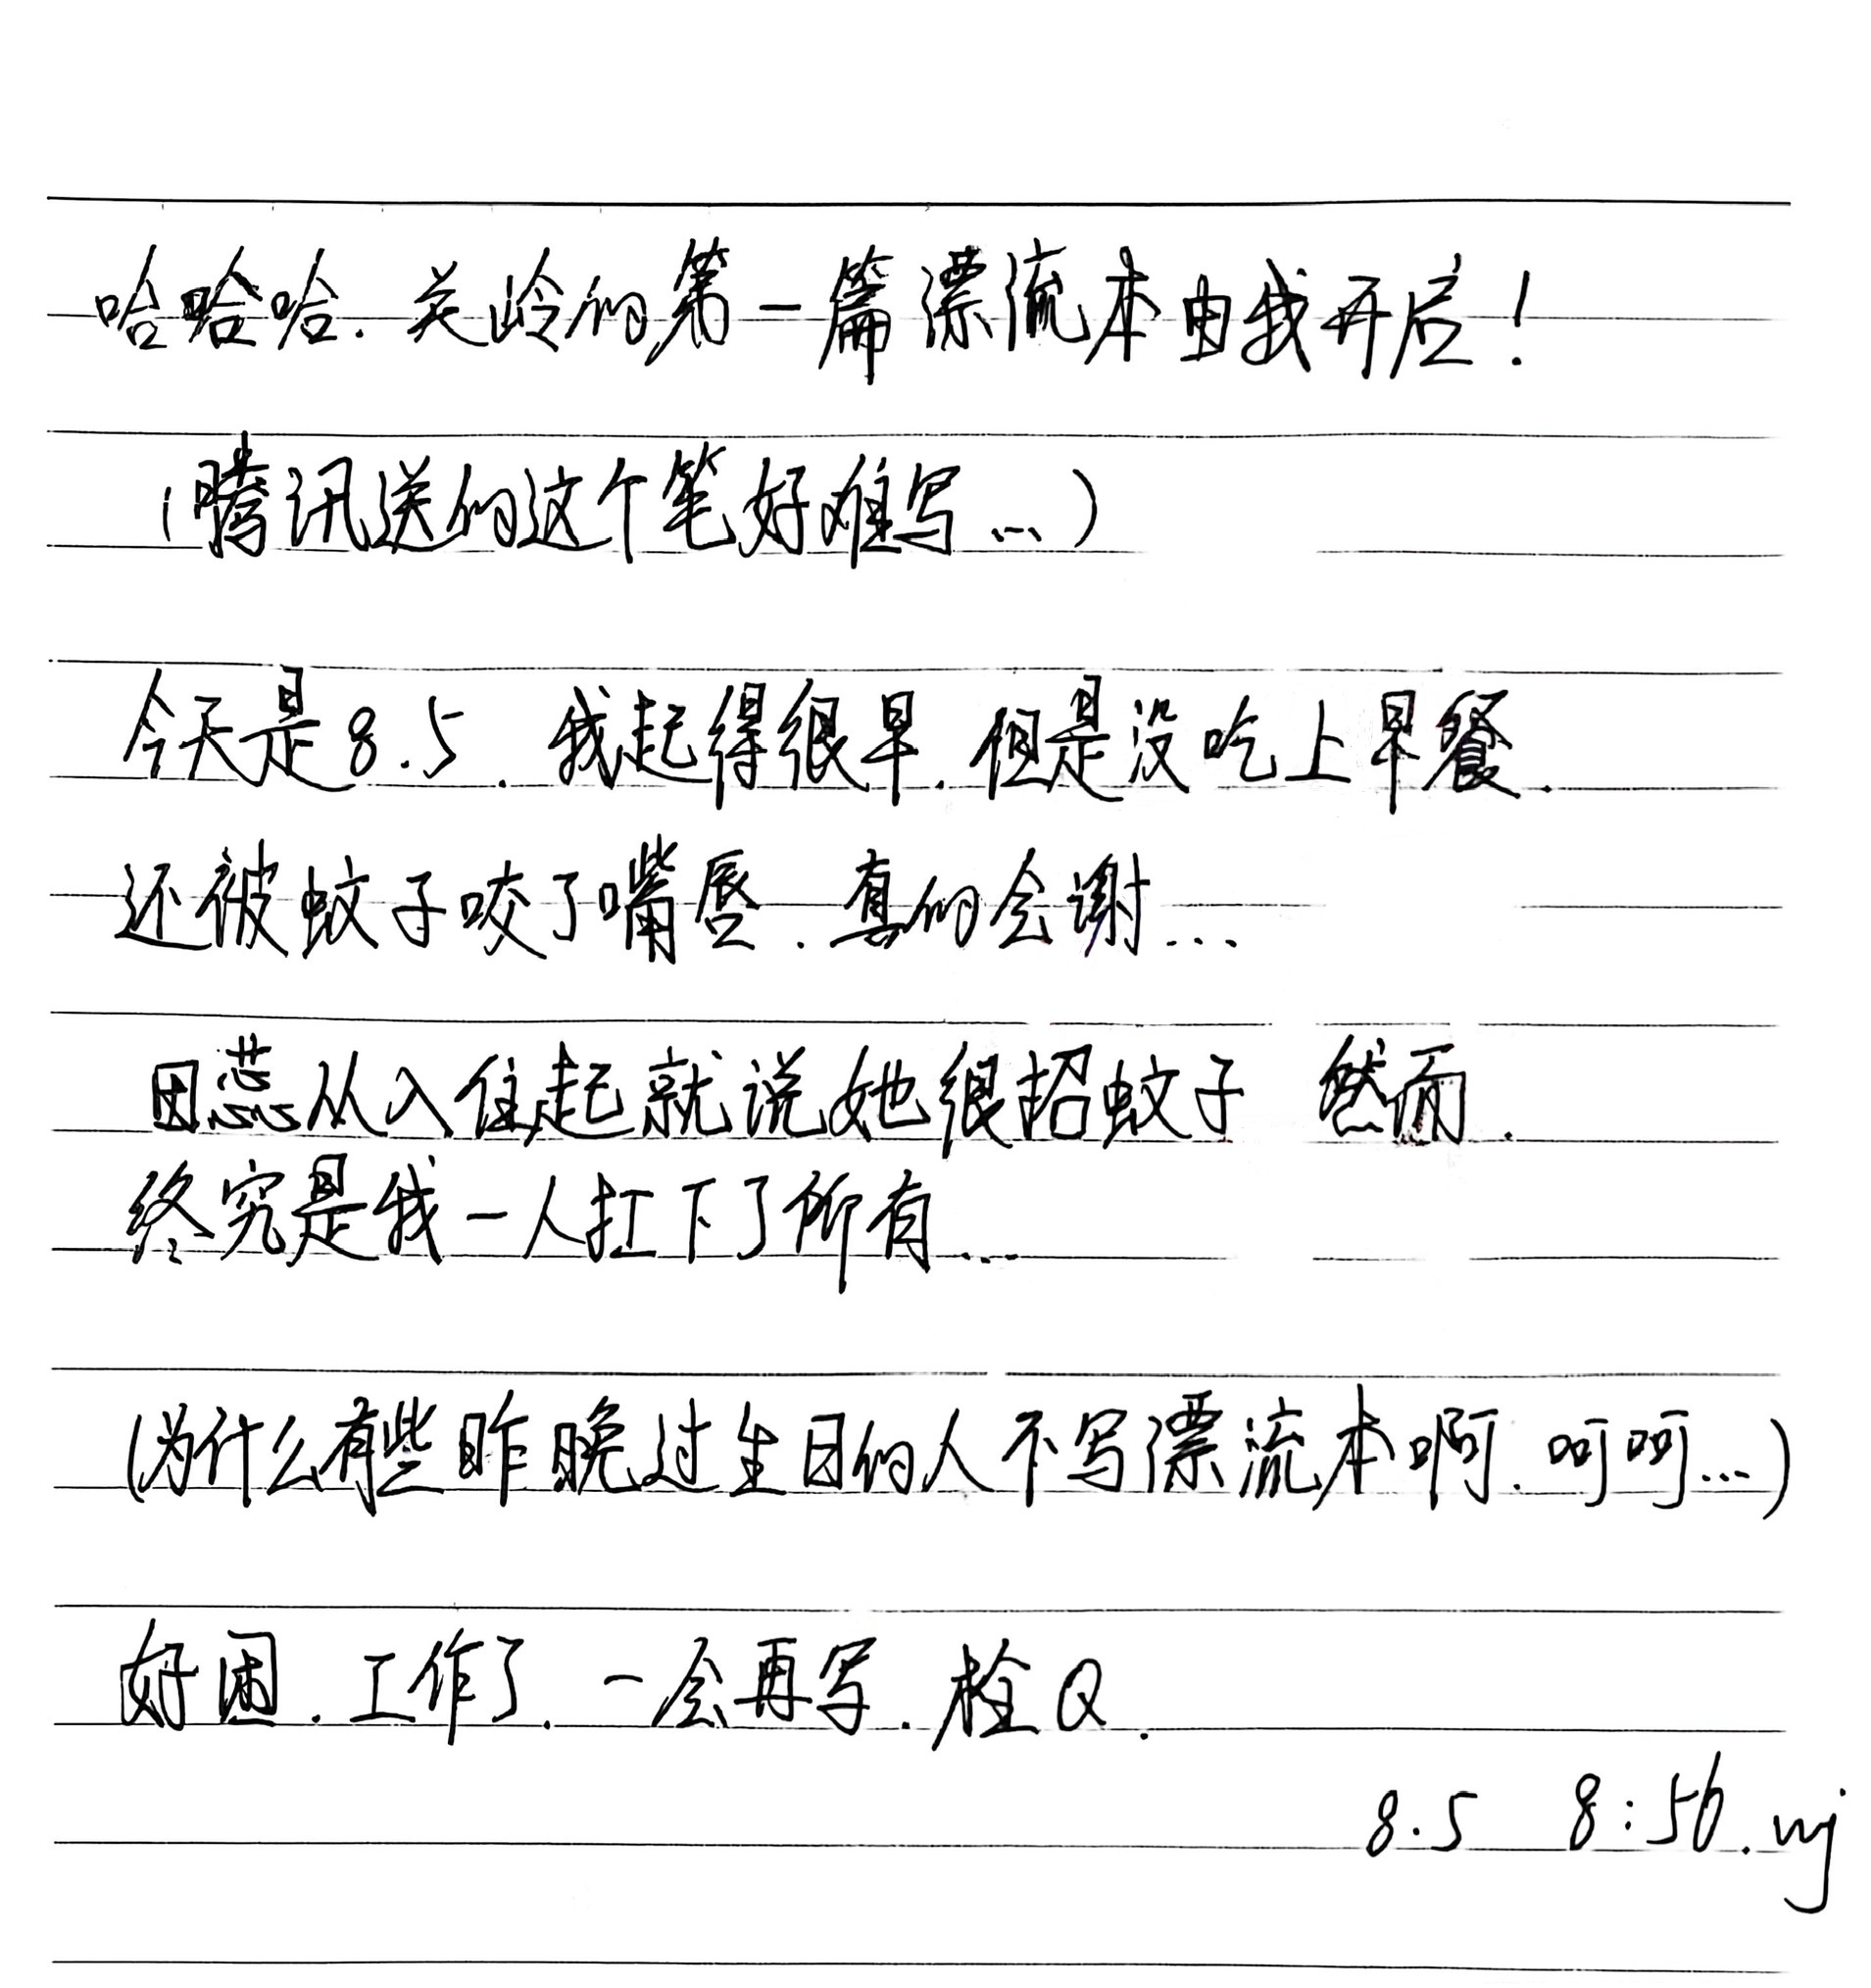 哈哈哈.关岭的第一篇漂流本由我开启!
(腾讯送的这个笔好难写...)
今天是8.5.我起得很早.但是没吃上早餐.
还被蚊子咬了嘴唇.真的会谢...
田蕊从入住起就说她很招蚊子 然而.
终究是我一人扛下了所有...
(为什么有些昨晚过生日的人不写漂流本啊.呵呵...)
好困.工作了.一会再写.栓Q.
8.5 8:56.wj